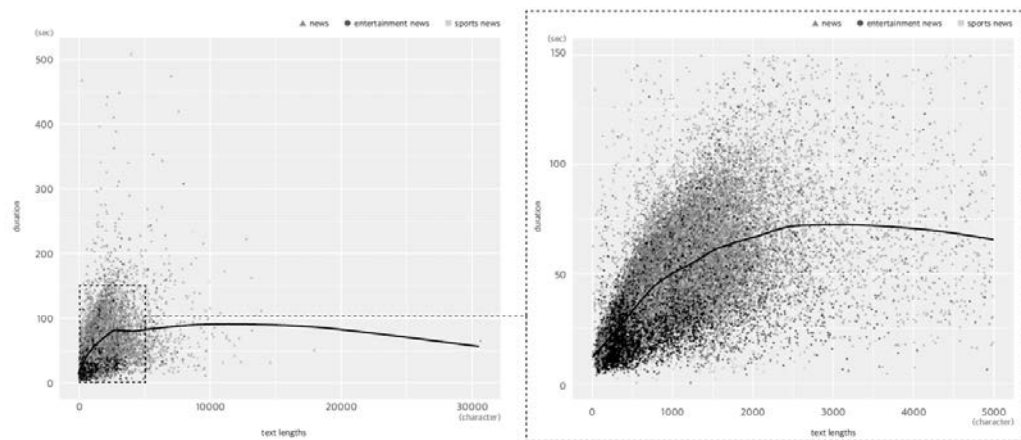 ▲ news ● entertainment news ■ sports news
(sec)
500
400
300
200
100
0
duration
0 10000 20000 30000
(character)
text lengths
▲ news ● entertainment news ■ sports news
(sec)
150
100
50
0
duration
0 1000 2000 3000 4000 5000
(character)
text lengths